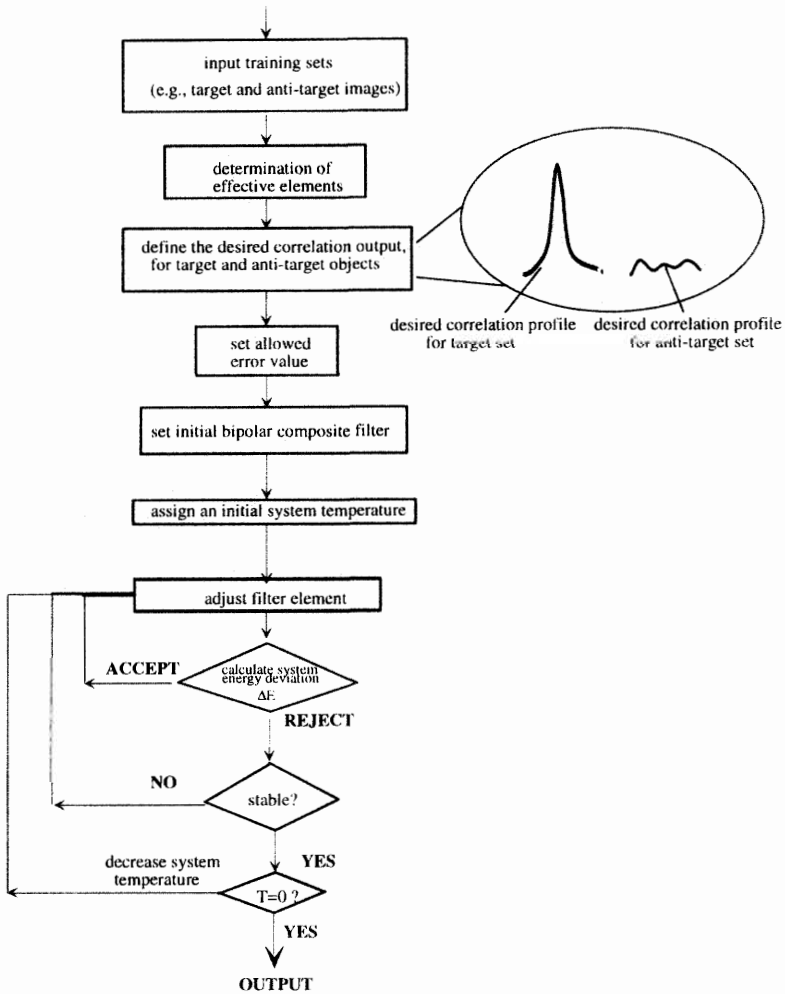 input training sets
(e.g., target and anti-target images)
determination of
effective elements
define the desired correlation output,
for target and anti-target objects
desired correlation profile
for target set
desired correlation profile
for anti-target set
set allowed
error value
set initial bipolar composite filter
assign an initial system temperature
adjust filter element
ACCEPT
calculate system
energy deviation
ΔE
REJECT
NO
stable?
decrease system
temperature
YES
T=0 ?
YES
OUTPUT